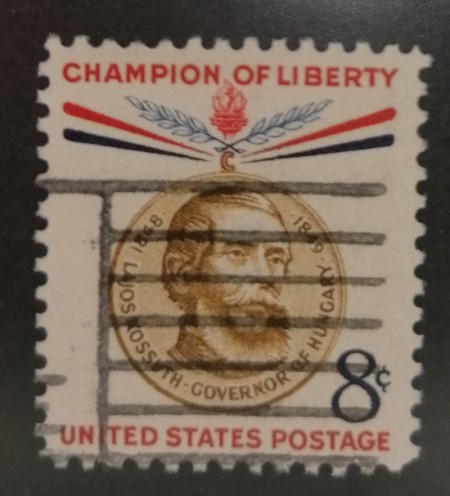 CHAMPION OF LIBERTY
·1848·
·1849·
LAJOS KOSSUTH-GOVERNOR OF HUNGARY·
8¢
UNITED STATES POSTAGE